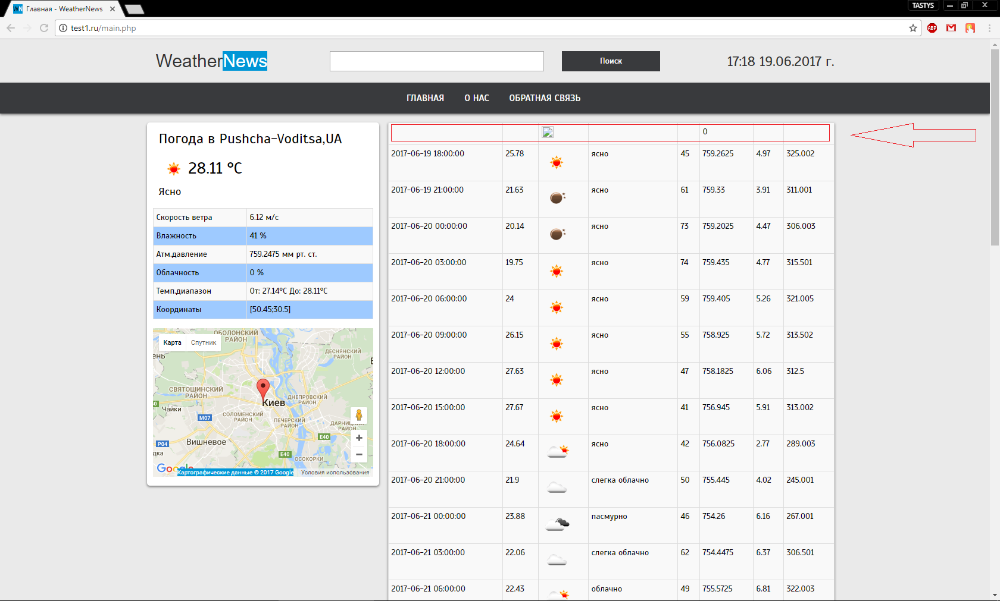 Главная - WeatherNews
TASTYS
test1.ru/main.php
ABP
WeatherNews
Поиск
17:18 19.06.2017 г.
ГЛАВНАЯ О НАС ОБРАТНАЯ СВЯЗЬ
Погода в Pushcha-Voditsa,UA
28.11 °C
Ясно
Скорость ветра 6.12 м/с
Влажность 41 %
Атм.давление 759.2475 мм рт. ст.
Облачность 0 %
Темп.диапазон От: 27.14°C До: 28.11°C
Координаты [50.45;30.5]
Карта Спутник
ОБОЛОНСКИЙ
РАЙОН
ДЕСНЯНСКИЙ
РАЙОН
СВЯТОШИНСКИЙ
РАЙОН
ДНЕПРОВСКИЙ
РАЙОН
Киев
Чайки
СОЛОМЕНСКИЙ
РАЙОН
M07
ПЕЧЕРСКИЙ
РАЙОН
ДАРНИЦКИЙ
РАЙОН
E40
P04
Вишневое
E40
ОСОКОРКИ
Google
Картографические данные © 2017 Google
Условия использования
0
2017-06-19 18:00:00 25.78 ясно 45 759.2625 4.97 325.002
2017-06-19 21:00:00 21.63 ясно 61 759.33 3.91 311.001
2017-06-20 00:00:00 20.14 ясно 73 759.2025 4.47 306.003
2017-06-20 03:00:00 19.75 ясно 74 759.435 4.77 315.501
2017-06-20 06:00:00 24 ясно 59 759.405 5.26 321.005
2017-06-20 09:00:00 26.15 ясно 55 758.925 5.72 313.502
2017-06-20 12:00:00 27.63 ясно 47 758.1825 6.06 312.5
2017-06-20 15:00:00 27.67 ясно 41 756.945 5.91 313.002
2017-06-20 18:00:00 24.64 ясно 42 756.0825 2.77 289.003
2017-06-20 21:00:00 21.9 слегка облачно 50 755.445 4.02 245.001
2017-06-21 00:00:00 23.88 пасмурно 46 754.26 6.16 267.001
2017-06-21 03:00:00 22.06 слегка облачно 62 754.4475 6.37 306.501
2017-06-21 06:00:00 22.43 облачно 49 755.5725 6.81 322.003